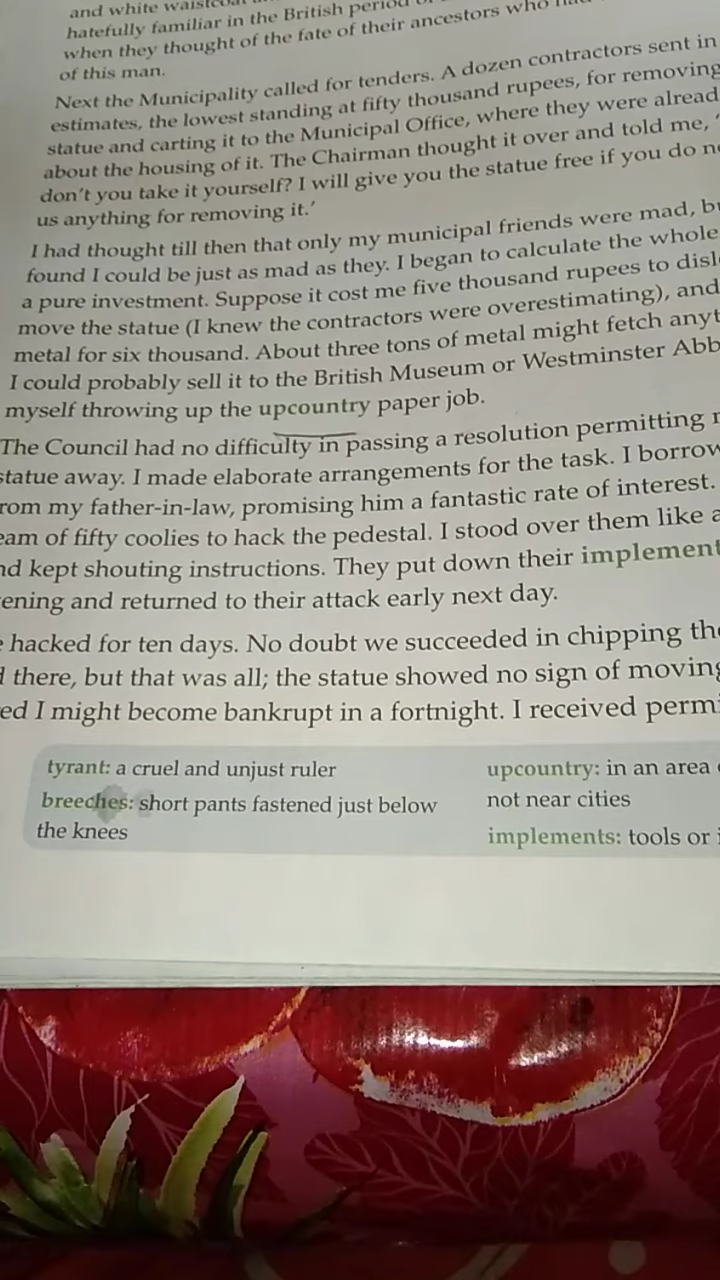 and white
hatefully familiar in the British period
when they thought of the fate of their ancestors who
of this man.
Next the Municipality called for tenders. A dozen contractors sent in
estimates, the lowest standing at fifty thousand rupees, for removing
statue and carting it to the Municipal Office, where they were alread
about the housing of it. The Chairman thought it over and told me, ‘
don’t you take it yourself? I will give you the statue free if you do n
us anything for removing it.’
I had thought till then that only my municipal friends were mad, b
found I could be just as mad as they. I began to calculate the whole
a pure investment. Suppose it cost me five thousand rupees to disl
move the statue (I knew the contractors were overestimating), and
metal for six thousand. About three tons of metal might fetch anyt
I could probably sell it to the British Museum or Westminster Abb
myself throwing up the upcountry paper job.
The Council had no difficulty in passing a resolution permitting
statue away. I made elaborate arrangements for the task. I borrow
rom my father-in-law, promising him a fantastic rate of interest.
eam of fifty coolies to hack the pedestal. I stood over them like a
nd kept shouting instructions. They put down their implement
ening and returned to their attack early next day.
e hacked for ten days. No doubt we succeeded in chipping the
d there, but that was all; the statue showed no sign of moving
ed I might become bankrupt in a fortnight. I received permi
tyrant: a cruel and unjust ruler
breeches: short pants fastened just below
the knees
upcountry: in an area
not near cities
implements: tools or i